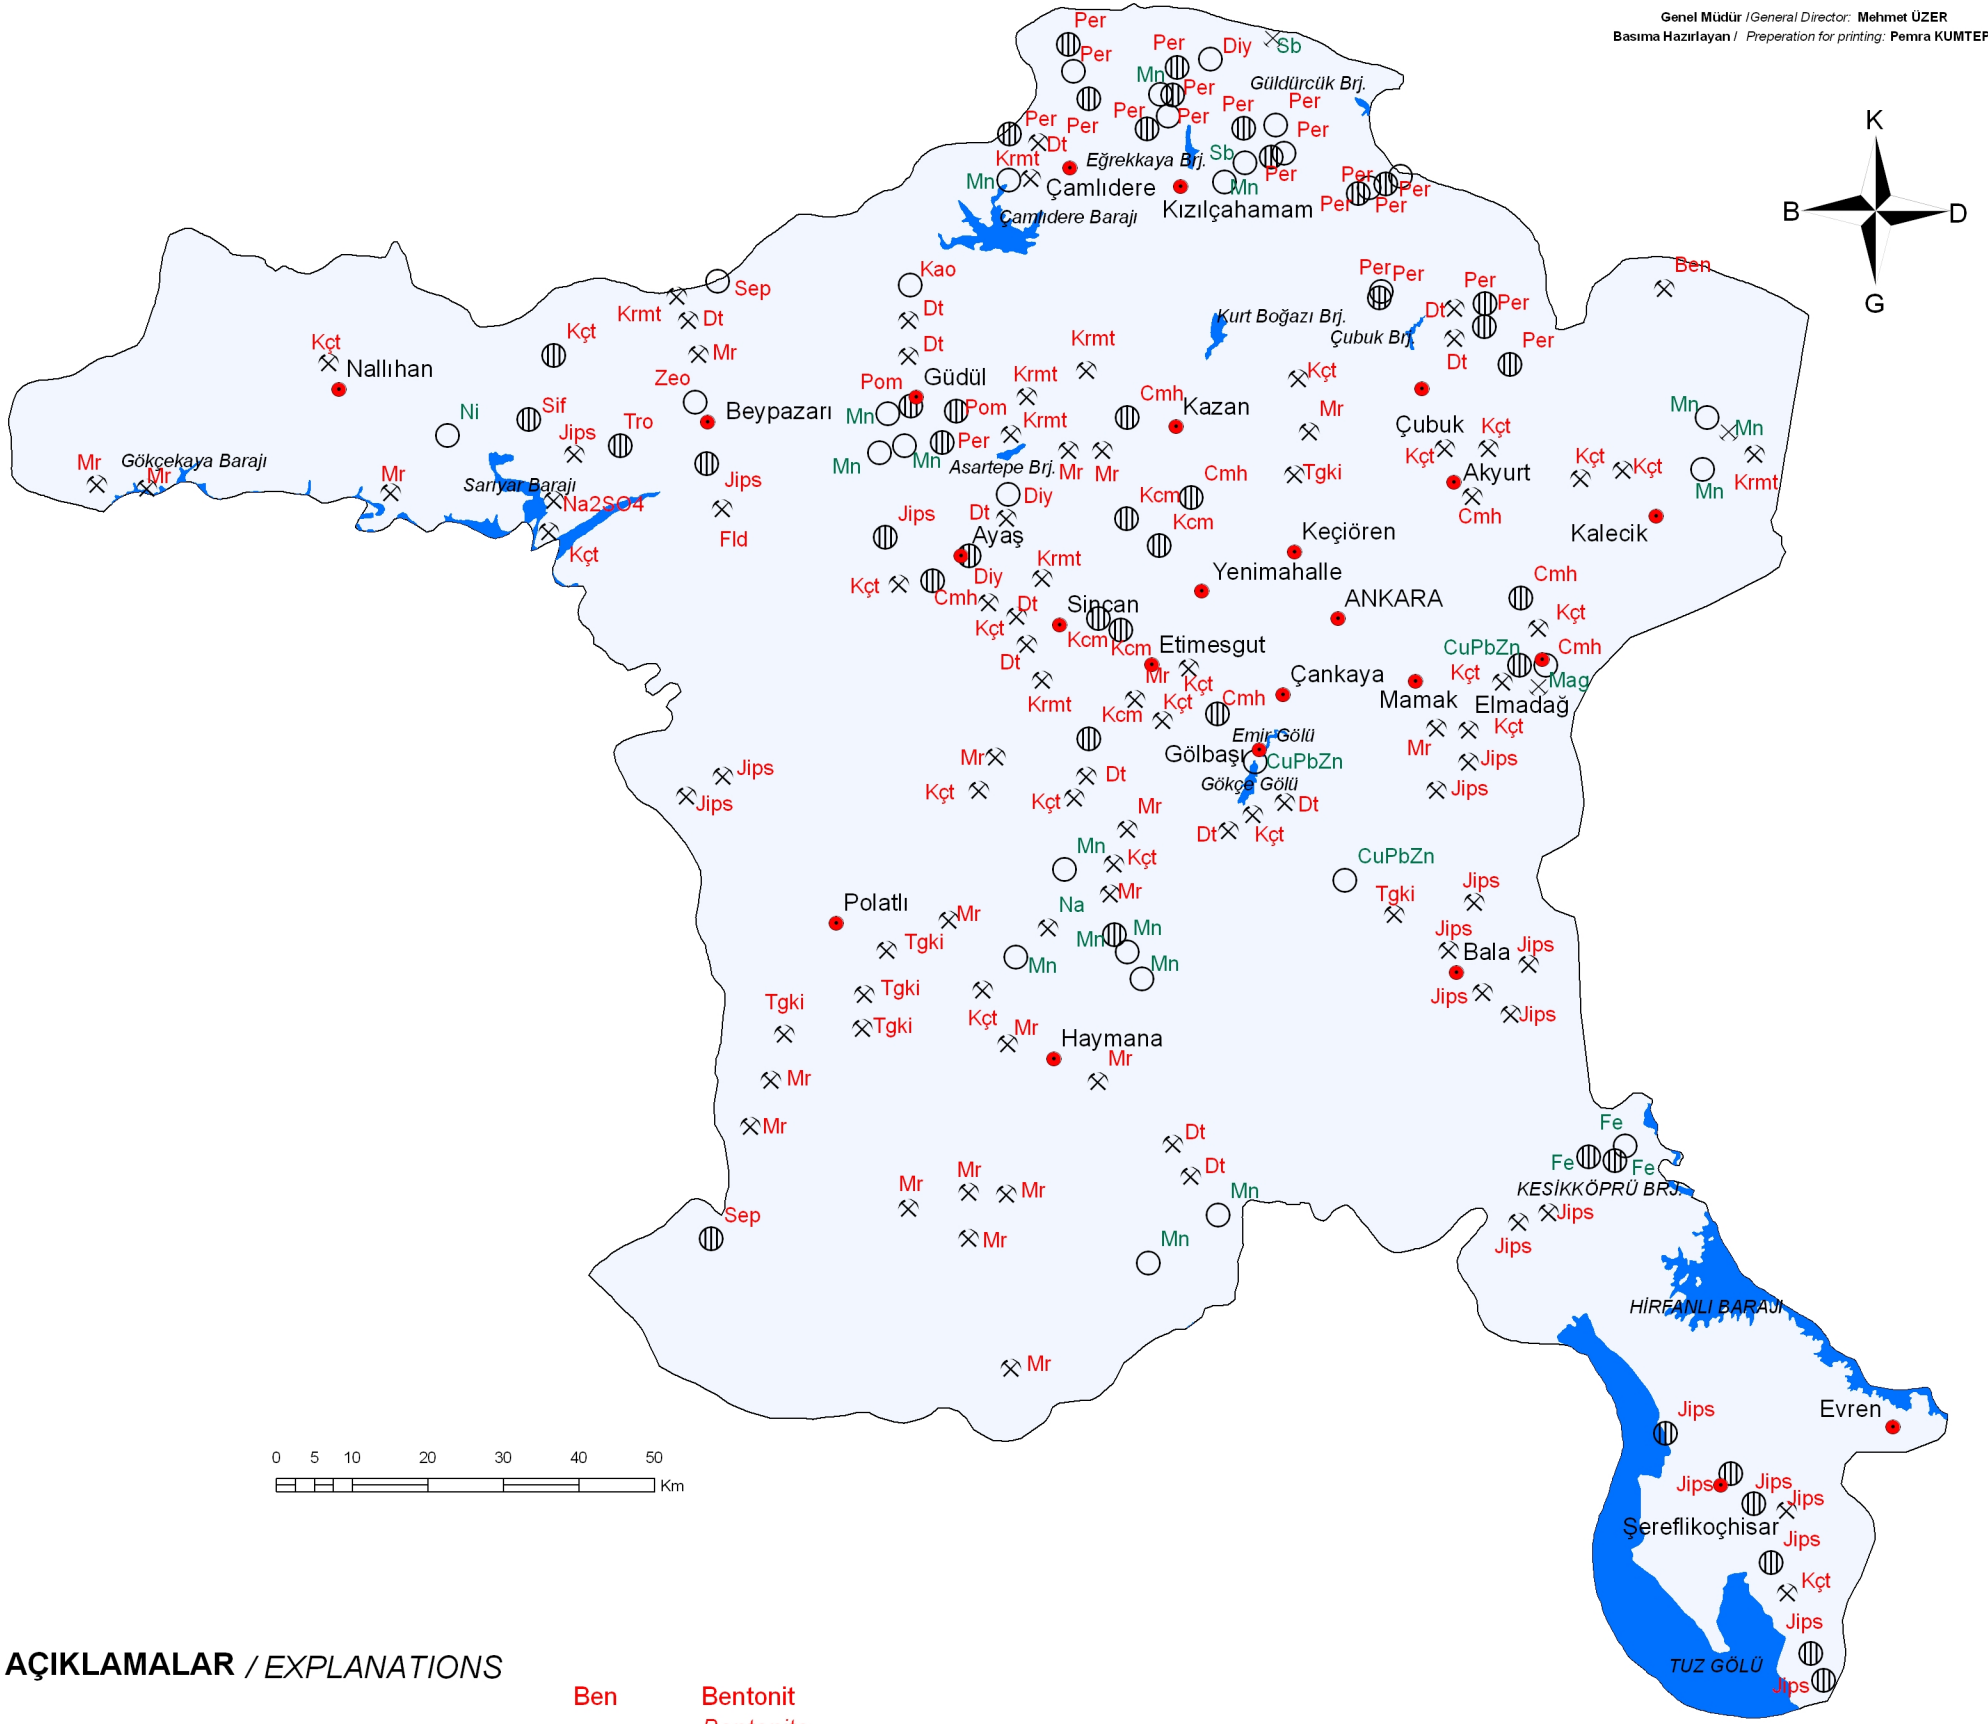 Genel Müdür /General Director: Mehmet ÜZER
Basıma Hazırlayan / Preperation for printing: Pemra KUMTEP
K
B
D
G
Per
Per
Per
Diy
Sb
Mn
Güldürcük Brj.
Per
Per
Per
Per
Per
Per
Per
Per
Dt
Krmt
Eğrekkaya Brj.
Sb
Per
Mn
Çamlıdere
Mn
Per
Per
Per
Per
Kızılçahamam
Çamlıdere Barajı
Kao
Sep
Krmt
Dt
Dt
Mr
Dt
Per
Per
Per
Per
Ben
Kurt Boğazı Brj.
Dt
Çubuk Brj.
Dt
Per
Kçt
Kçt
Nallıhan
Krmt
Krmt
Kçt
Zeo
Pom
Güdül
Cmh
Kazan
Mr
Ni
Sif
Tro
Beypazarı
Mn
Pom
Krmt
Çubuk
Kçt
Mn
Mn
Jips
Mn
Mn
Per
Asartepe Brj.
Mr
Mr
Cmh
Tgki
Kçt
Akyurt
Kçt
Kçt
Krmt
Mn
Mr
Gökçekaya Barajı
Mr
Mr
Sarıyar Barajı
Jips
Na2SO4
Fld
Kçt
Diy
Dt
Kcm
Kcm
Cmh
Kalecik
Jips
Ayaş
Keçiören
Krmt
Diy
Kçt
Cmh
Yenimahalle
ANKARA
Cmh
Kçt
Dt
Kçt
Sincan
Kcm
Kcm
Dt
Etimesgut
Mr
Kçt
CuPbZn
Cmh
Kçt
Mag
Çankaya
Mamak
Elmadağ
Krmt
Kcm
Kçt
Cmh
Kçt
Mr
Emir Gölü
Gölbaşı
CuPbZn
Gökçe Gölü
Jips
Jips
Jips
Jips
Mr
Kçt
Dt
Kçt
Mr
Dt
Kçt
Dt
Mn
Kçt
Mr
CuPbZn
Tgki
Jips
Polatlı
Mr
Na
Tgki
Mn
Mn
Mn
Mn
Jips
Bala
Jips
Jips
Jips
Tgki
Tgki
Tgki
Kçt
Mr
Haymana
Mr
Mr
Mr
Dt
Dt
Fe
Fe
Fe
KESİKKÖPRÜ BRJ.
Mr
Mr
Mr
Mr
Mn
Mn
Jips
Jips
Sep
HİRFANLI BARAJI
Mr
Evren
Jips
0 5 10 20 30 40 50
Km
Jips
Jips
Jips
Şereflikoçhisar
Jips
Kçt
Jips
TUZ GÖLÜ
Jips
AÇIKLAMALAR / EXPLANATIONS
Ben Bentonit